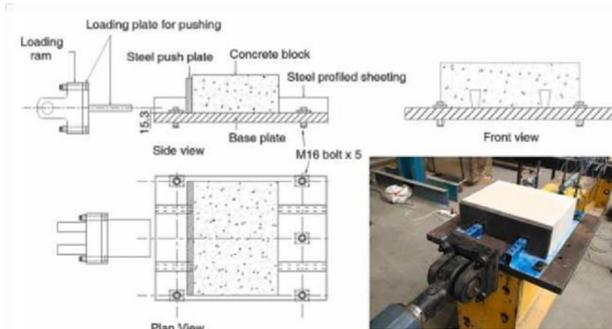 Loading plate for pushing
Loading
ram
Steel push plate
Concrete block
Steel profiled sheeting
15.3
Base plate
Side view
Front view
M16 bolt x 5
Plan View